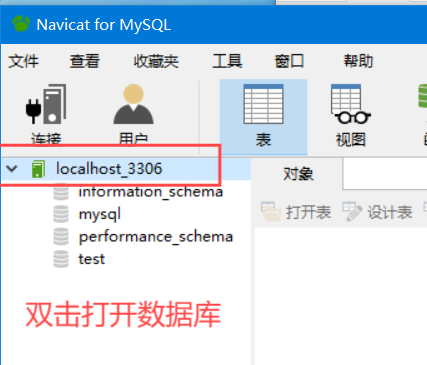 Navicat for MySQL
文件 查看 收藏夹 工具 窗口 帮助
连接 用户 表 视图
localhost_3306
对象
information_schema
打开表 设计表
mysql
performance_schema
test
双击打开数据库